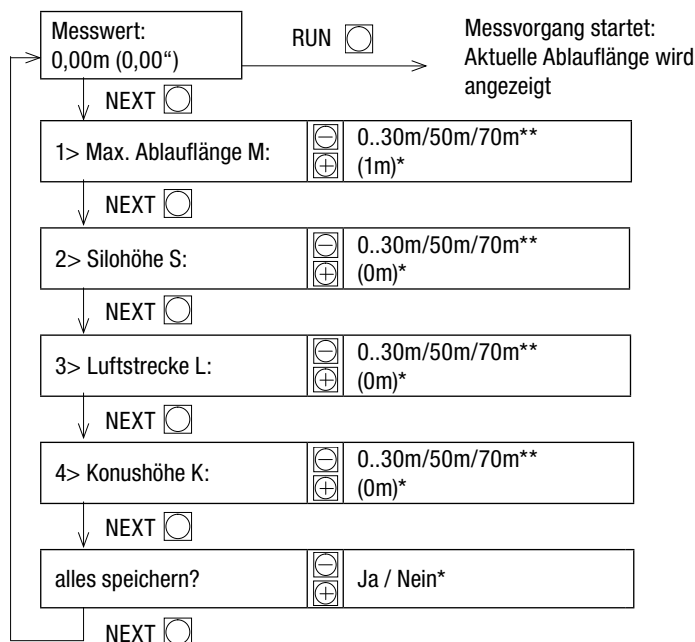 Messwert:
0,00m (0,00“)
RUN
Messvorgang startet:
Aktuelle Ablauflänge wird
angezeigt
NEXT
1> Max. Ablauflänge M:
0..30m/50m/70m**
(1m)*
NEXT
2> Silohöhe S:
0..30m/50m/70m**
(0m)*
NEXT
3> Luftstrecke L:
0..30m/50m/70m**
(0m)*
NEXT
4> Konushöhe K:
0..30m/50m/70m**
(0m)*
NEXT
alles speichern?
Ja / Nein*
NEXT